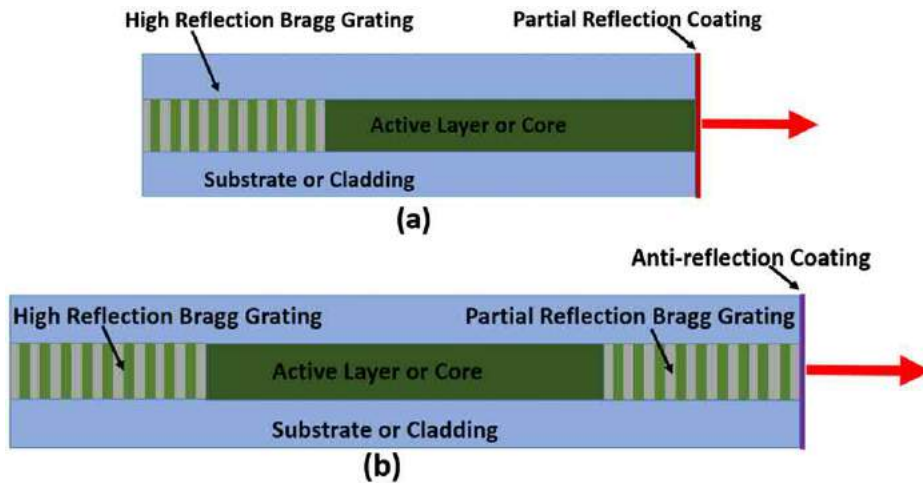 High Reflection Bragg Grating
Partial Reflection Coating
Active Layer or Core
Substrate or Cladding
(a)
Anti-reflection Coating
High Reflection Bragg Grating
Partial Reflection Bragg Grating
Active Layer or Core
Substrate or Cladding
(b)